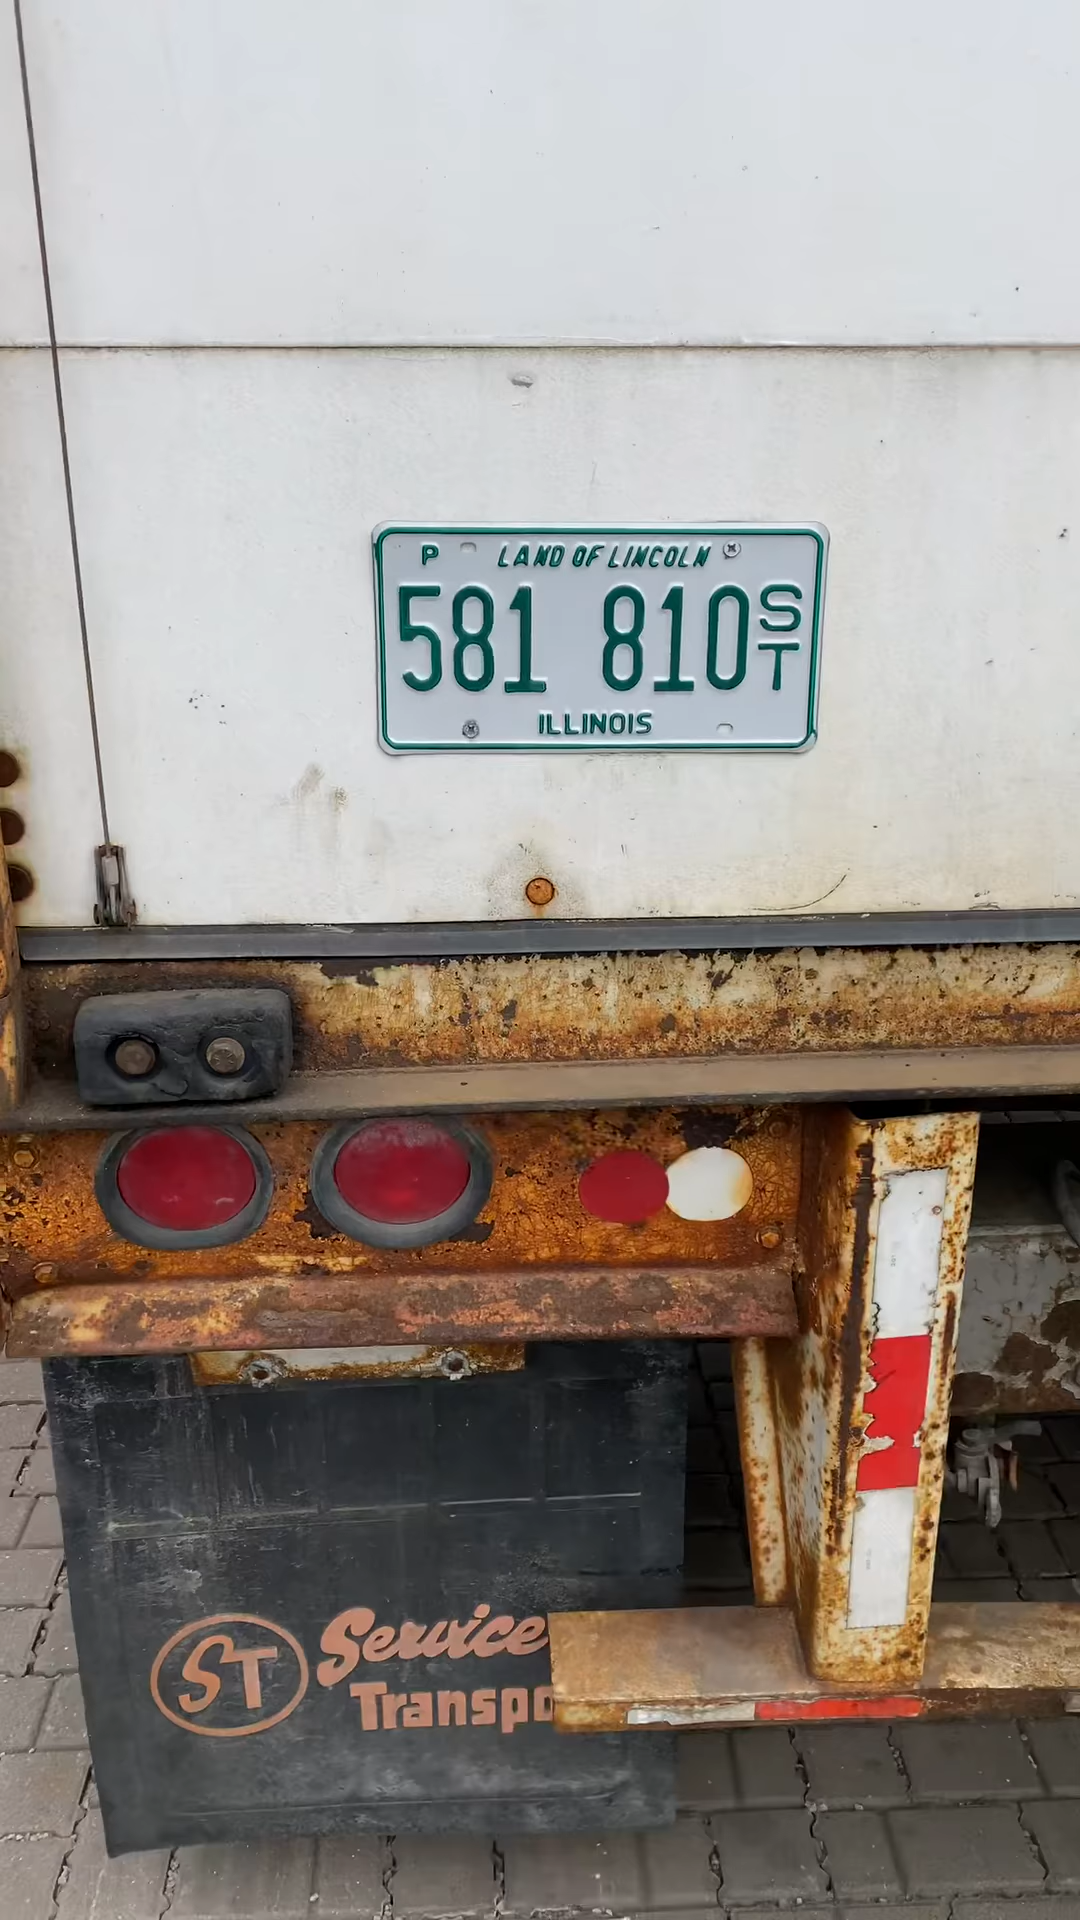 P LAND OF LINCOLN
581 810 ST
ILLINOIS
ST Service
Transpo